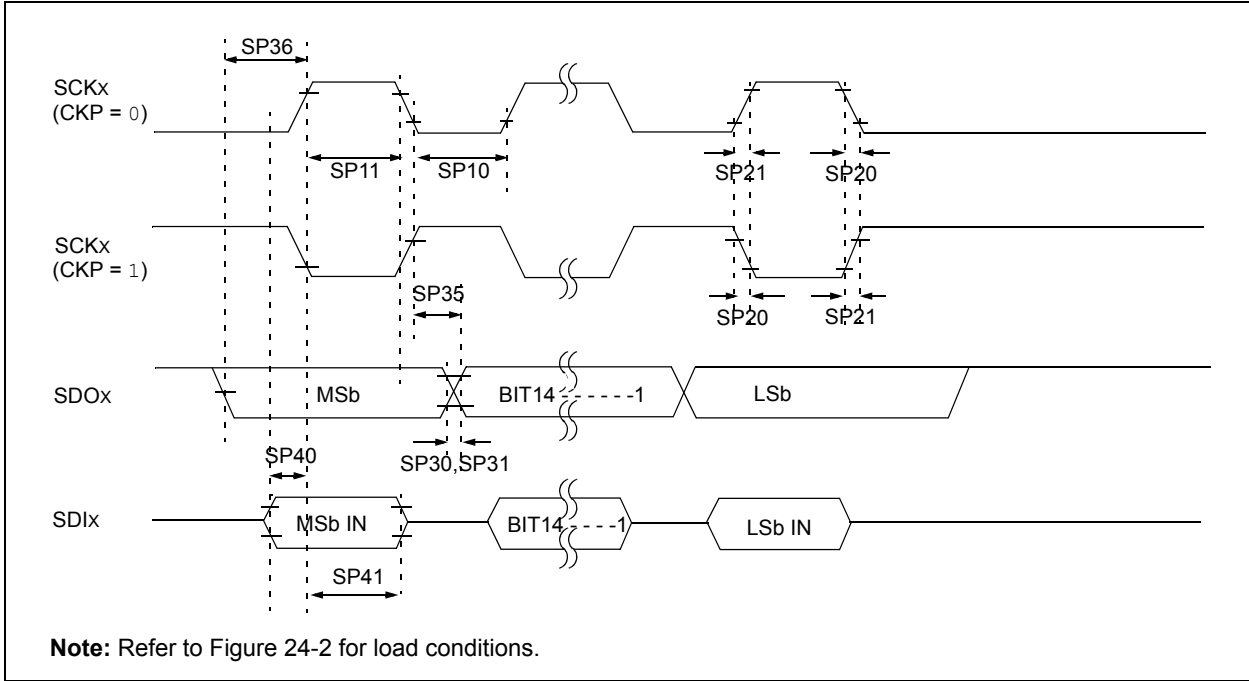 SP36
SCKx
(CKP = 0)
SP11
SP10
SP21
SP20
SCKx
(CKP = 1)
SP35
SP20
SP21
SDOx
MSb
BIT14 - - - - - -1
LSb
SP40
SP30,SP31
SDIx
MSb IN
BIT14 - - - - -1
LSb IN
SP41
Note: Refer to Figure 24-2 for load conditions.